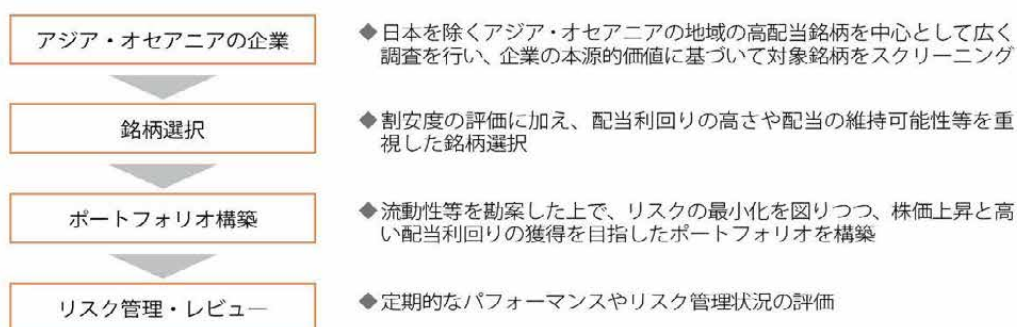 アジア・オセアニアの企業
◆日本を除くアジア・オセアニアの地域の高配当銘柄を中心として広く
調査を行い、企業の本源的価値に基づいて対象銘柄をスクリーニング
銘柄選択
◆割安度の評価に加え、配当利回りの高さや配当の維持可能性等を重
視した銘柄選択
ポートフォリオ構築
◆流動性等を勘案した上で、リスクの最小化を図りつつ、株価上昇と高
い配当利回りの獲得を目指したポートフォリオを構築
リスク管理・レビュー
◆定期的なパフォーマンスやリスク管理状況の評価